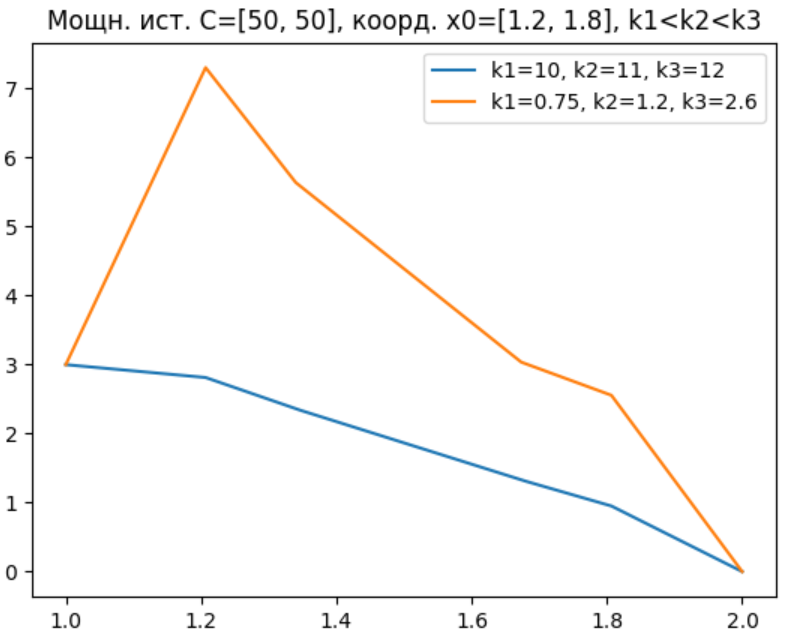 Мощн. ист. C=[50, 50], коорд. x0=[1.2, 1.8], k1<k2<k3
k1=10, k2=11, k3=12
k1=0.75, k2=1.2, k3=2.6
7
6
5
4
3
2
1
0
1.0 1.2 1.4 1.6 1.8 2.0